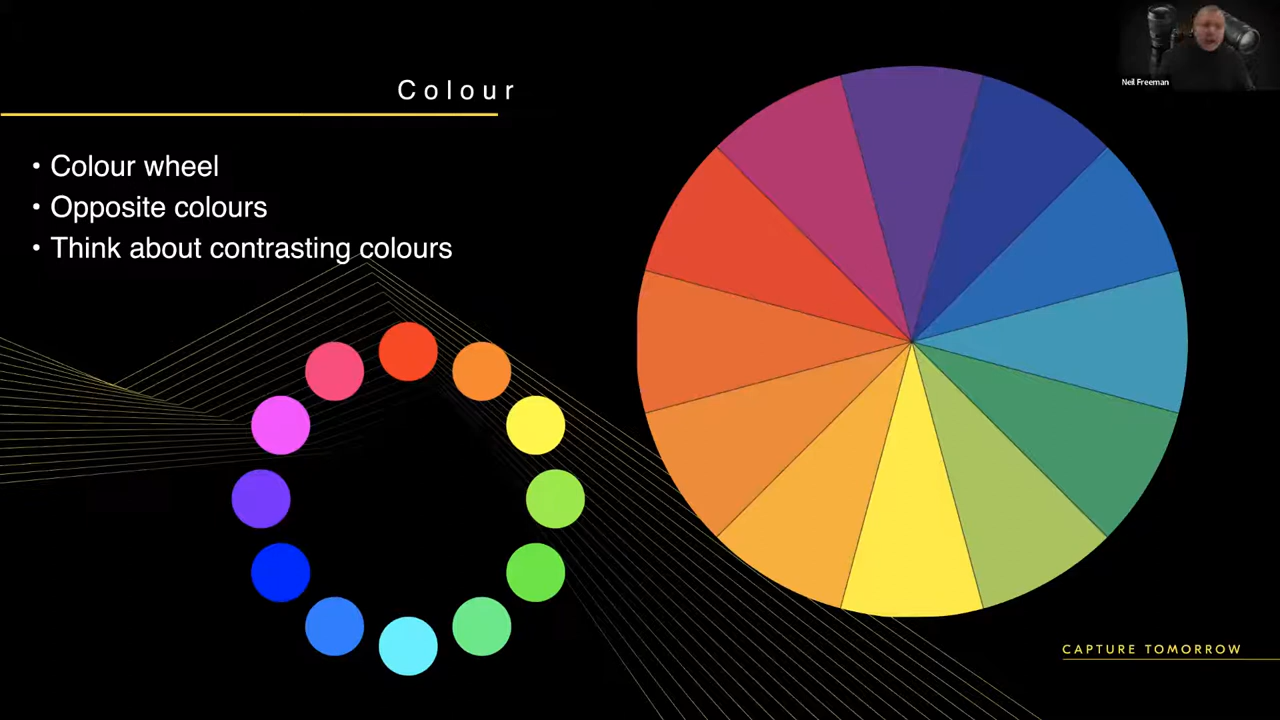 Colour
• Colour wheel
• Opposite colours
• Think about contrasting colours
Neil Freeman
CAPTURE TOMORROW